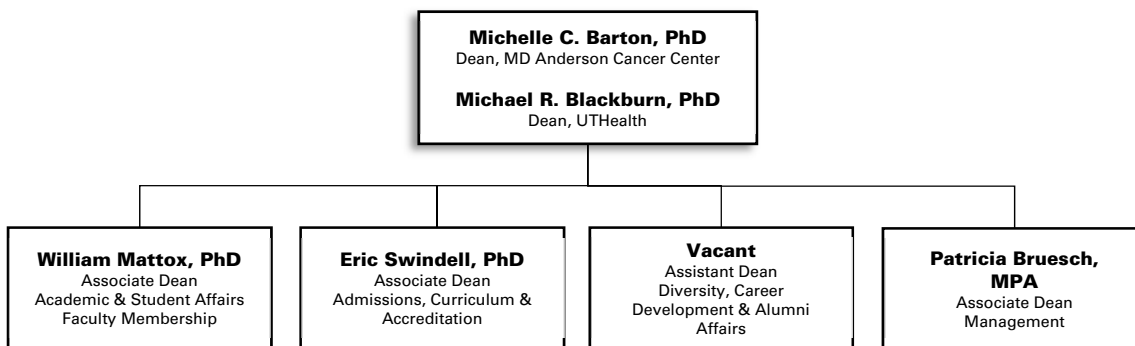 Michelle C. Barton, PhD
Dean, MD Anderson Cancer Center
Michael R. Blackburn, PhD
Dean, UTHealth
William Mattox, PhD
Associate Dean
Academic & Student Affairs
Faculty Membership
Eric Swindell, PhD
Associate Dean
Admissions, Curriculum &
Accreditation
Vacant
Assistant Dean
Diversity, Career
Development & Alumni
Affairs
Patricia Bruesch,
MPA
Associate Dean
Management